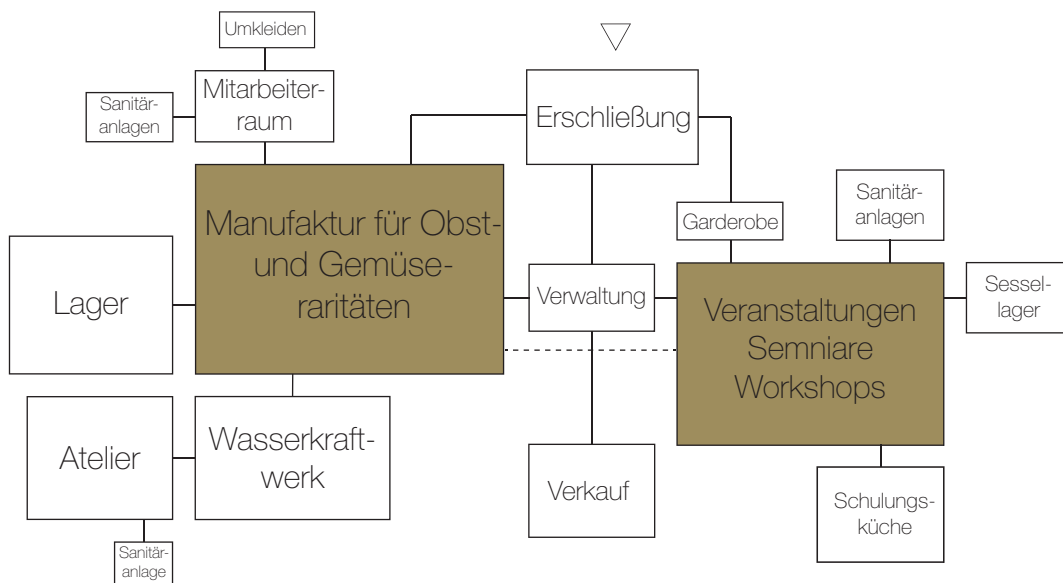 Umkleiden
Mitarbeiter-
raum
Sanitär-
anlagen
Erschließung
Manufaktur für Obst-
und Gemüse-
raritäten
Garderobe
Sanitär-
anlagen
Lager
Verwaltung
Veranstaltungen
Semniare
Workshops
Sessel-
lager
Atelier
Wasserkraft-
werk
Verkauf
Schulungs-
küche
Sanitär-
anlage